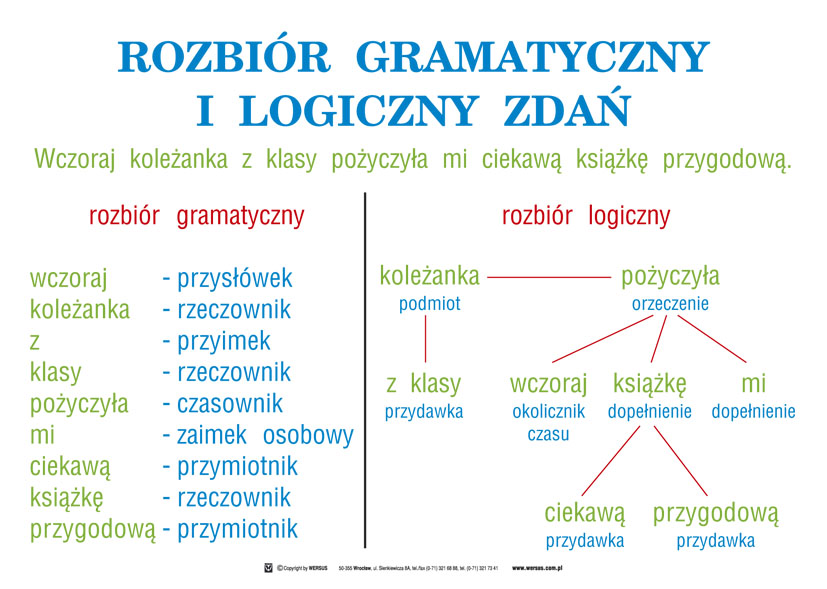 ROZBIÓR GRAMATYCZNY
I LOGICZNY ZDAŃ
Wczoraj koleżanka z klasy pożyczyła mi ciekawą książkę przygodową.
rozbiór gramatyczny
wczoraj - przysłówek
koleżanka - rzeczownik
z - przyimek
klasy - rzeczownik
pożyczyła - czasownik
mi - zaimek osobowy
ciekawą - przymiotnik
książkę - rzeczownik
przygodową - przymiotnik
rozbiór logiczny
koleżanka pożyczyła
podmiot orzeczenie
z klasy wczoraj książkę mi
przydawka okolicznik dopełnienie dopełnienie
czasu
ciekawą przygodową
przydawka przydawka
© Copyright by WERSUS 50-355 Wrocław, ul. Sienkiewicza 8A, tel./fax (0-71) 321 68 88, tel. (0-71) 321 73 41 www.wersus.com.pl